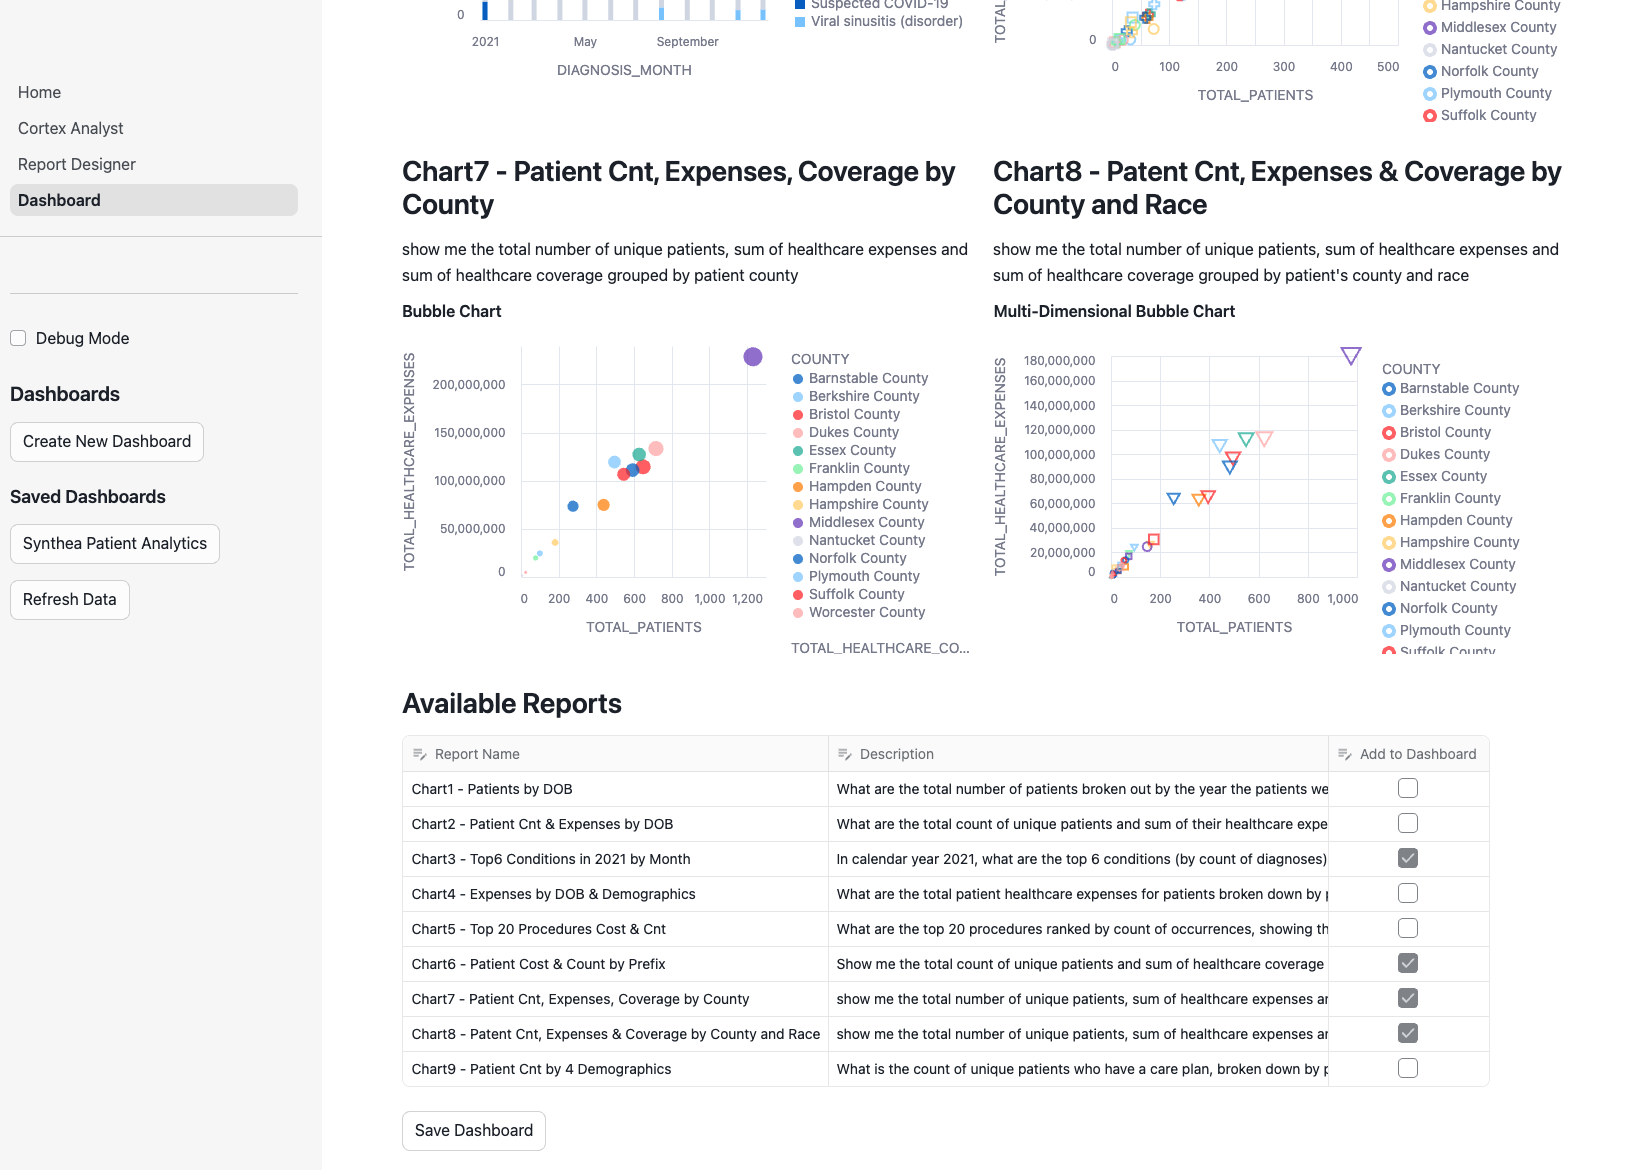 Home
Cortex Analyst
Report Designer
Dashboard
Debug Mode
Dashboards
Create New Dashboard
Saved Dashboards
Synthea Patient Analytics
Refresh Data
0
2021
May
September
DIAGNOSIS_MONTH
Suspected COVID-19
Viral sinusitis (disorder)
TOTAL_
0
0
100
200
300
400
500
TOTAL_PATIENTS
Hampshire County
Middlesex County
Nantucket County
Norfolk County
Plymouth County
Suffolk County
Chart7 - Patient Cnt, Expenses, Coverage by
County
show me the total number of unique patients, sum of healthcare expenses and
sum of healthcare coverage grouped by patient county
Bubble Chart
TOTAL_HEALTHCARE_EXPENSES
200,000,000
150,000,000
100,000,000
50,000,000
0
0
200
400
600
800
1,000
1,200
TOTAL_PATIENTS
COUNTY
Barnstable County
Berkshire County
Bristol County
Dukes County
Essex County
Franklin County
Hampden County
Hampshire County
Middlesex County
Nantucket County
Norfolk County
Plymouth County
Suffolk County
Worcester County
TOTAL_HEALTHCARE_CO...
Chart8 - Patent Cnt, Expenses & Coverage by
County and Race
show me the total number of unique patients, sum of healthcare expenses and
sum of healthcare coverage grouped by patient's county and race
Multi-Dimensional Bubble Chart
TOTAL_HEALTHCARE_EXPENSES
180,000,000
160,000,000
140,000,000
120,000,000
100,000,000
80,000,000
60,000,000
40,000,000
20,000,000
0
0
200
400
600
800
1,000
TOTAL_PATIENTS
COUNTY
Barnstable County
Berkshire County
Bristol County
Dukes County
Essex County
Franklin County
Hampden County
Hampshire County
Middlesex County
Nantucket County
Norfolk County
Plymouth County
Suffolk County
Available Reports
Report Name
Description
Add to Dashboard
Chart1 - Patients by DOB
What are the total number of patients broken out by the year the patients we
Chart2 - Patient Cnt & Expenses by DOB
What are the total count of unique patients and sum of their healthcare expe
Chart3 - Top6 Conditions in 2021 by Month
In calendar year 2021, what are the top 6 conditions (by count of diagnoses)
Chart4 - Expenses by DOB & Demographics
What are the total patient healthcare expenses for patients broken down by p
Chart5 - Top 20 Procedures Cost & Cnt
What are the top 20 procedures ranked by count of occurrences, showing th
Chart6 - Patient Cost & Count by Prefix
Show me the total count of unique patients and sum of healthcare coverage
Chart7 - Patient Cnt, Expenses, Coverage by County
show me the total number of unique patients, sum of healthcare expenses ar
Chart8 - Patent Cnt, Expenses & Coverage by County and Race
show me the total number of unique patients, sum of healthcare expenses ar
Chart9 - Patient Cnt by 4 Demographics
What is the count of unique patients who have a care plan, broken down by p
Save Dashboard